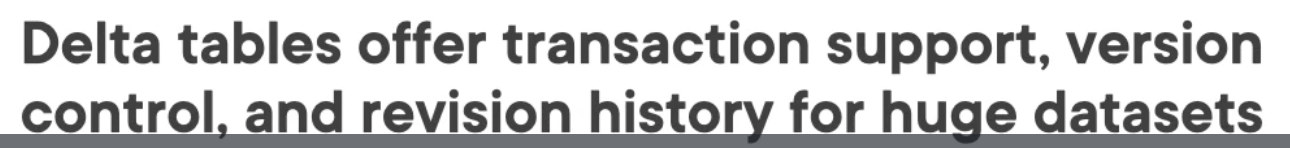 Delta tables offer transaction support, version
control, and revision history for huge datasets